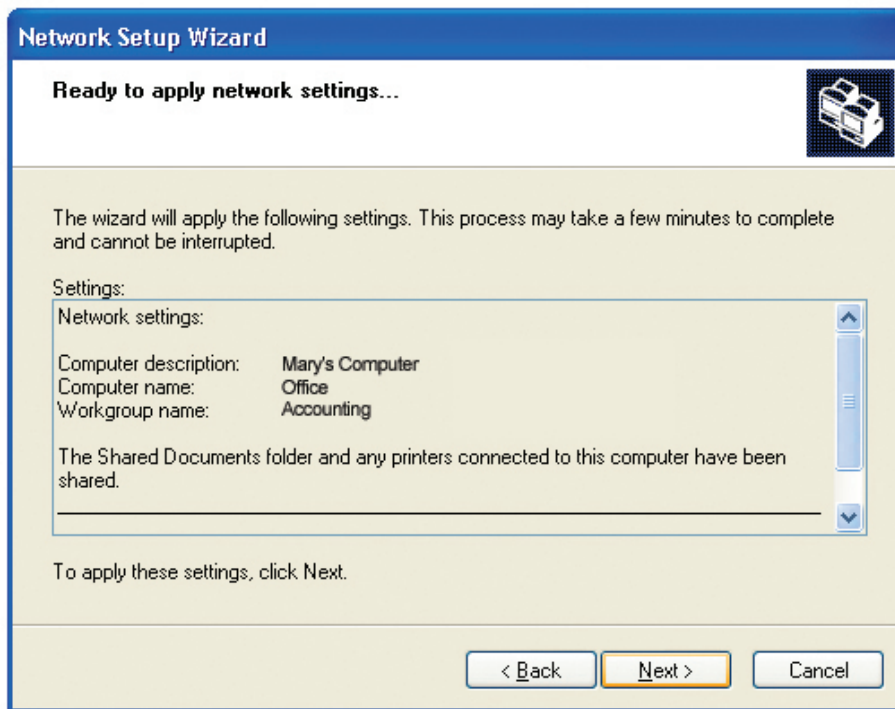 Network Setup Wizard
Ready to apply network settings...
The wizard will apply the following settings. This process may take a few minutes to complete
and cannot be interrupted.
Settings:
Network settings:
Computer description: Mary's Computer
Computer name: Office
Workgroup name: Accounting
The Shared Documents folder and any printers connected to this computer have been
shared.
To apply these settings, click Next.
< Back Next > Cancel